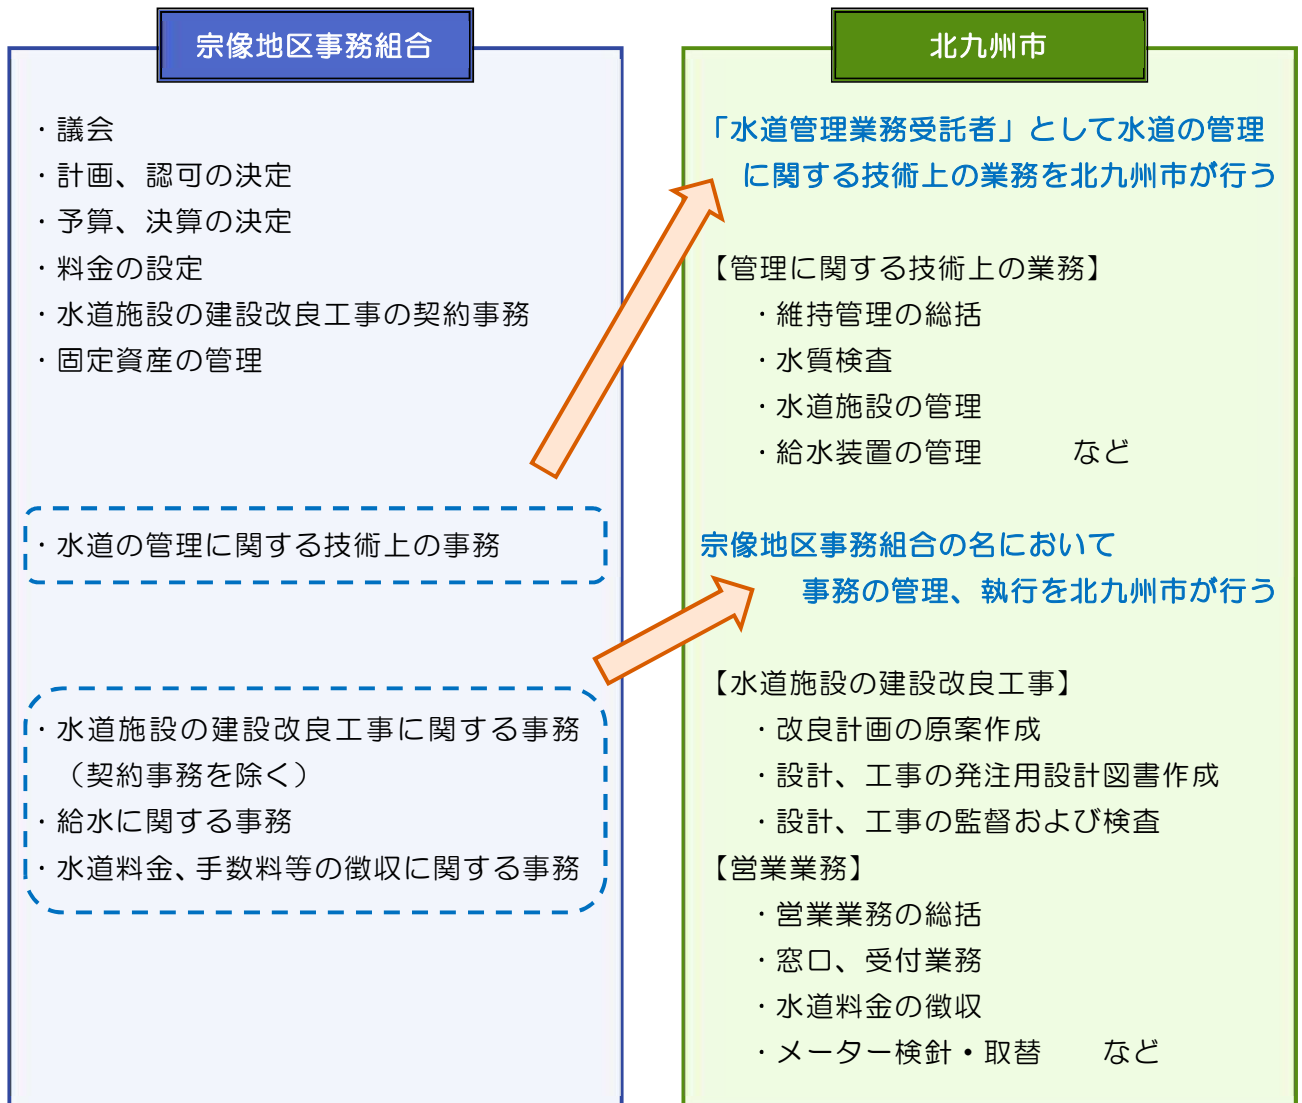 宗像地区事務組合
・議会
・計画、認可の決定
・予算、決算の決定
・料金の設定
・水道施設の建設改良工事の契約事務
・固定資産の管理
・水道の管理に関する技術上の事務
・水道施設の建設改良工事に関する事務
（契約事務を除く）
・給水に関する事務
・水道料金、手数料等の徴収に関する事務
北九州市
「水道管理業務受託者」として水道の管理
に関する技術上の業務を北九州市が行う
【管理に関する技術上の業務】
・維持管理の総括
・水質検査
・水道施設の管理
・給水装置の管理　　　など
宗像地区事務組合の名において
事務の管理、執行を北九州市が行う
【水道施設の建設改良工事】
・改良計画の原案作成
・設計、工事の発注用設計図書作成
・設計、工事の監督および検査
【営業業務】
・営業業務の総括
・窓口、受付業務
・水道料金の徴収
・メーター検針・取替　　など